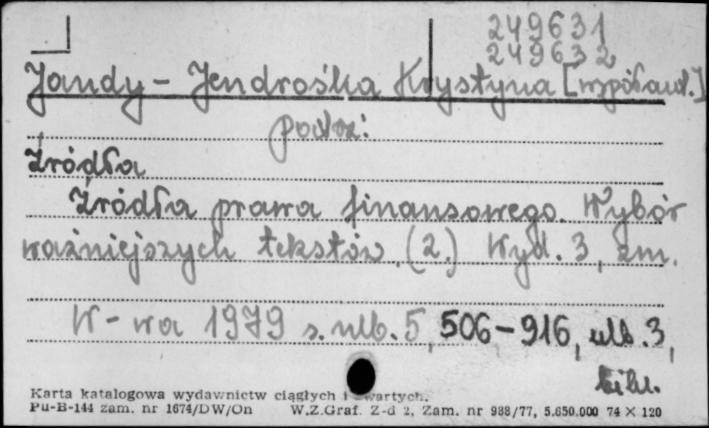 249631
249632
Jandy-Jendrośka Krystyna [współaut.]
patrz:
Źródła
Źródła prawa finansowego. Wybór
ważniejszych tekstów. (2.) Wyd. 3, zm.
W-wa 1979 s. nlb. 5, 506-916, nlb. 3,
bibl.
Karta katalogowa wydawnictw ciągłych i zwartych.
Pu-B-144 zam. nr 1674/DW/On W.Z.Graf. Z-d 2, Zam. nr 988/77, 5.650.000 74 × 120